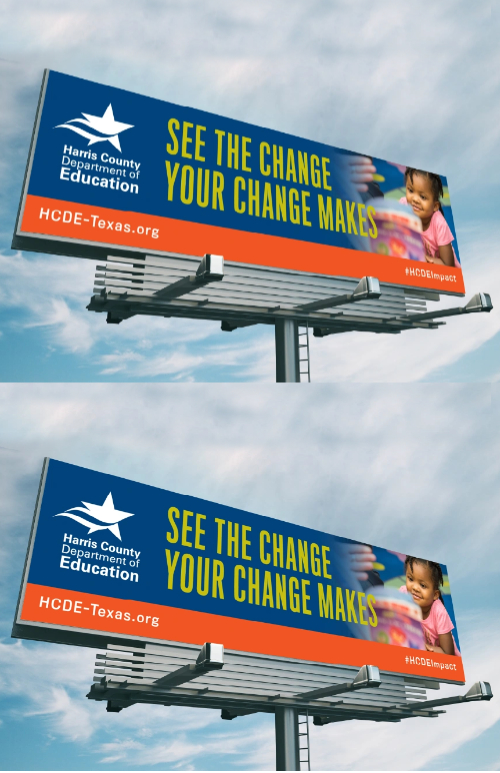 Harris County
Department of
Education
SEE THE CHANGE
YOUR CHANGE MAKES
HCDE-Texas.org
#HCDEImpact
Harris County
Department of
Education
SEE THE CHANGE
YOUR CHANGE MAKES
HCDE-Texas.org
#HCDEImpact